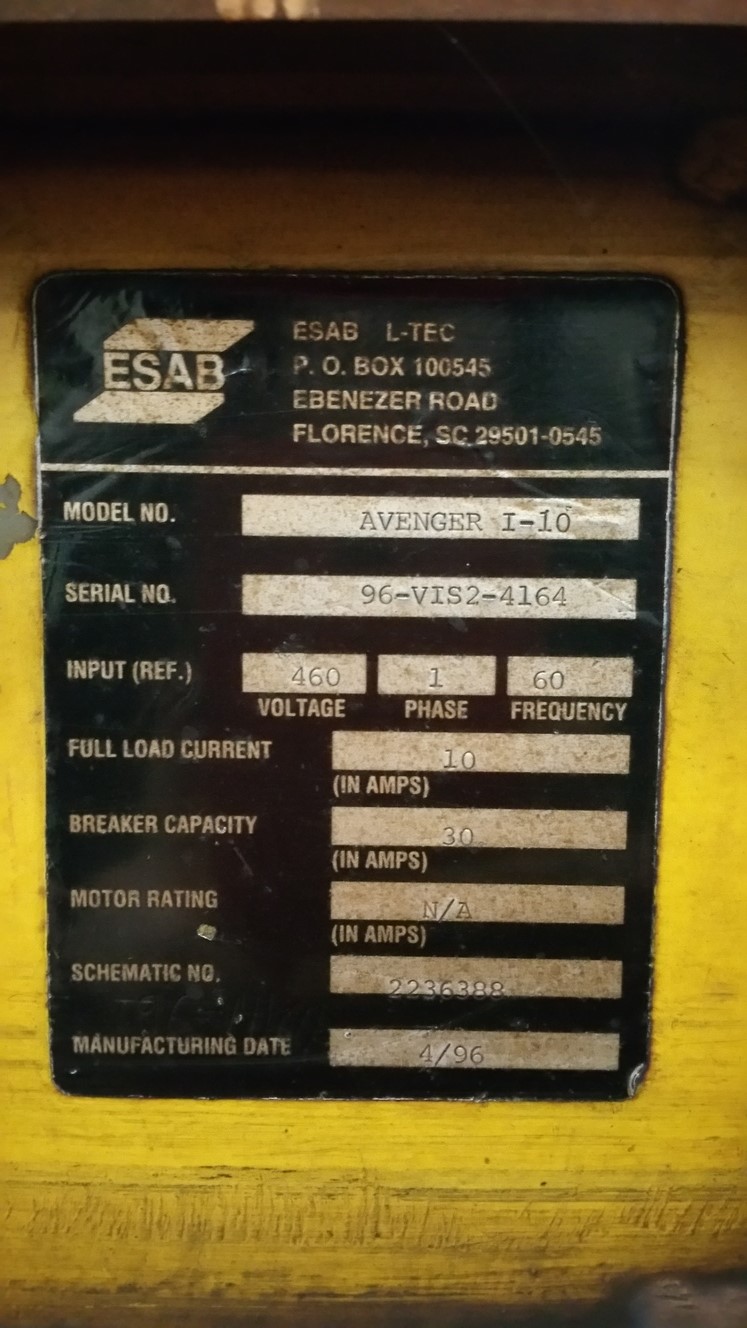 ESAB
ESAB L-TEC
P. O. BOX 100545
EBENEZER ROAD
FLORENCE, SC 29501-0545
MODEL NO. AVENGER I-10
SERIAL NO. 96-VIS2-4164
INPUT (REF.) 460 1 60
VOLTAGE PHASE FREQUENCY
FULL LOAD CURRENT 10
(IN AMPS)
BREAKER CAPACITY 30
(IN AMPS)
MOTOR RATING N/A
(IN AMPS)
SCHEMATIC NO. 2236388
MANUFACTURING DATE 4/96